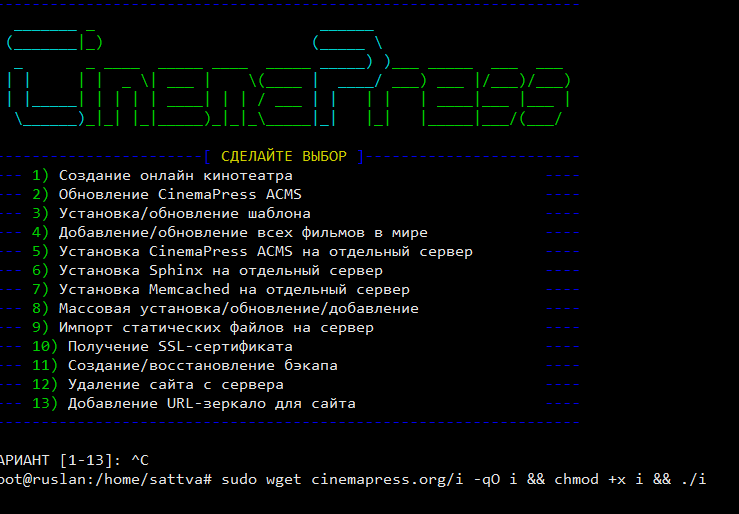 CinemaPress
[ СДЕЛАЙТЕ ВЫБОР ]
1) Создание онлайн кинотеатра
2) Обновление CinemaPress ACMS
3) Установка/обновление шаблона
4) Добавление/обновление всех фильмов в мире
5) Установка CinemaPress ACMS на отдельный сервер
6) Установка Sphinx на отдельный сервер
7) Установка Memcached на отдельный сервер
8) Массовая установка/обновление/добавление
9) Импорт статических файлов на сервер
10) Получение SSL-сертификата
11) Создание/восстановление бэкапа
12) Удаление сайта с сервера
13) Добавление URL-зеркало для сайта
АРИАНТ [1-13]: ^C
oot@ruslan:/home/sattva# sudo wget cinemapress.org/i -qO i && chmod +x i && ./i